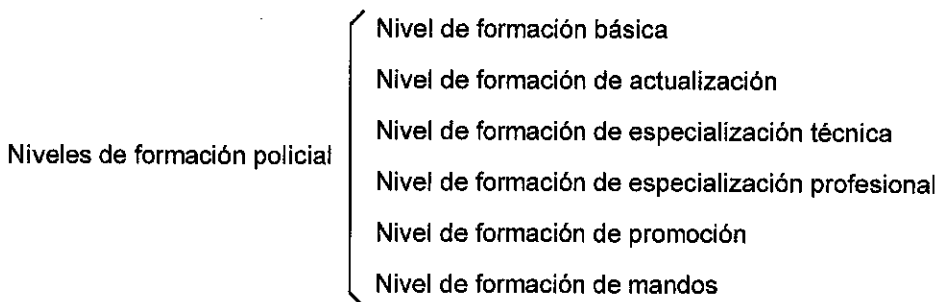 Niveles de formación policial
Nivel de formación básica
Nivel de formación de actualización
Nivel de formación de especialización técnica
Nivel de formación de especialización profesional
Nivel de formación de promoción
Nivel de formación de mandos